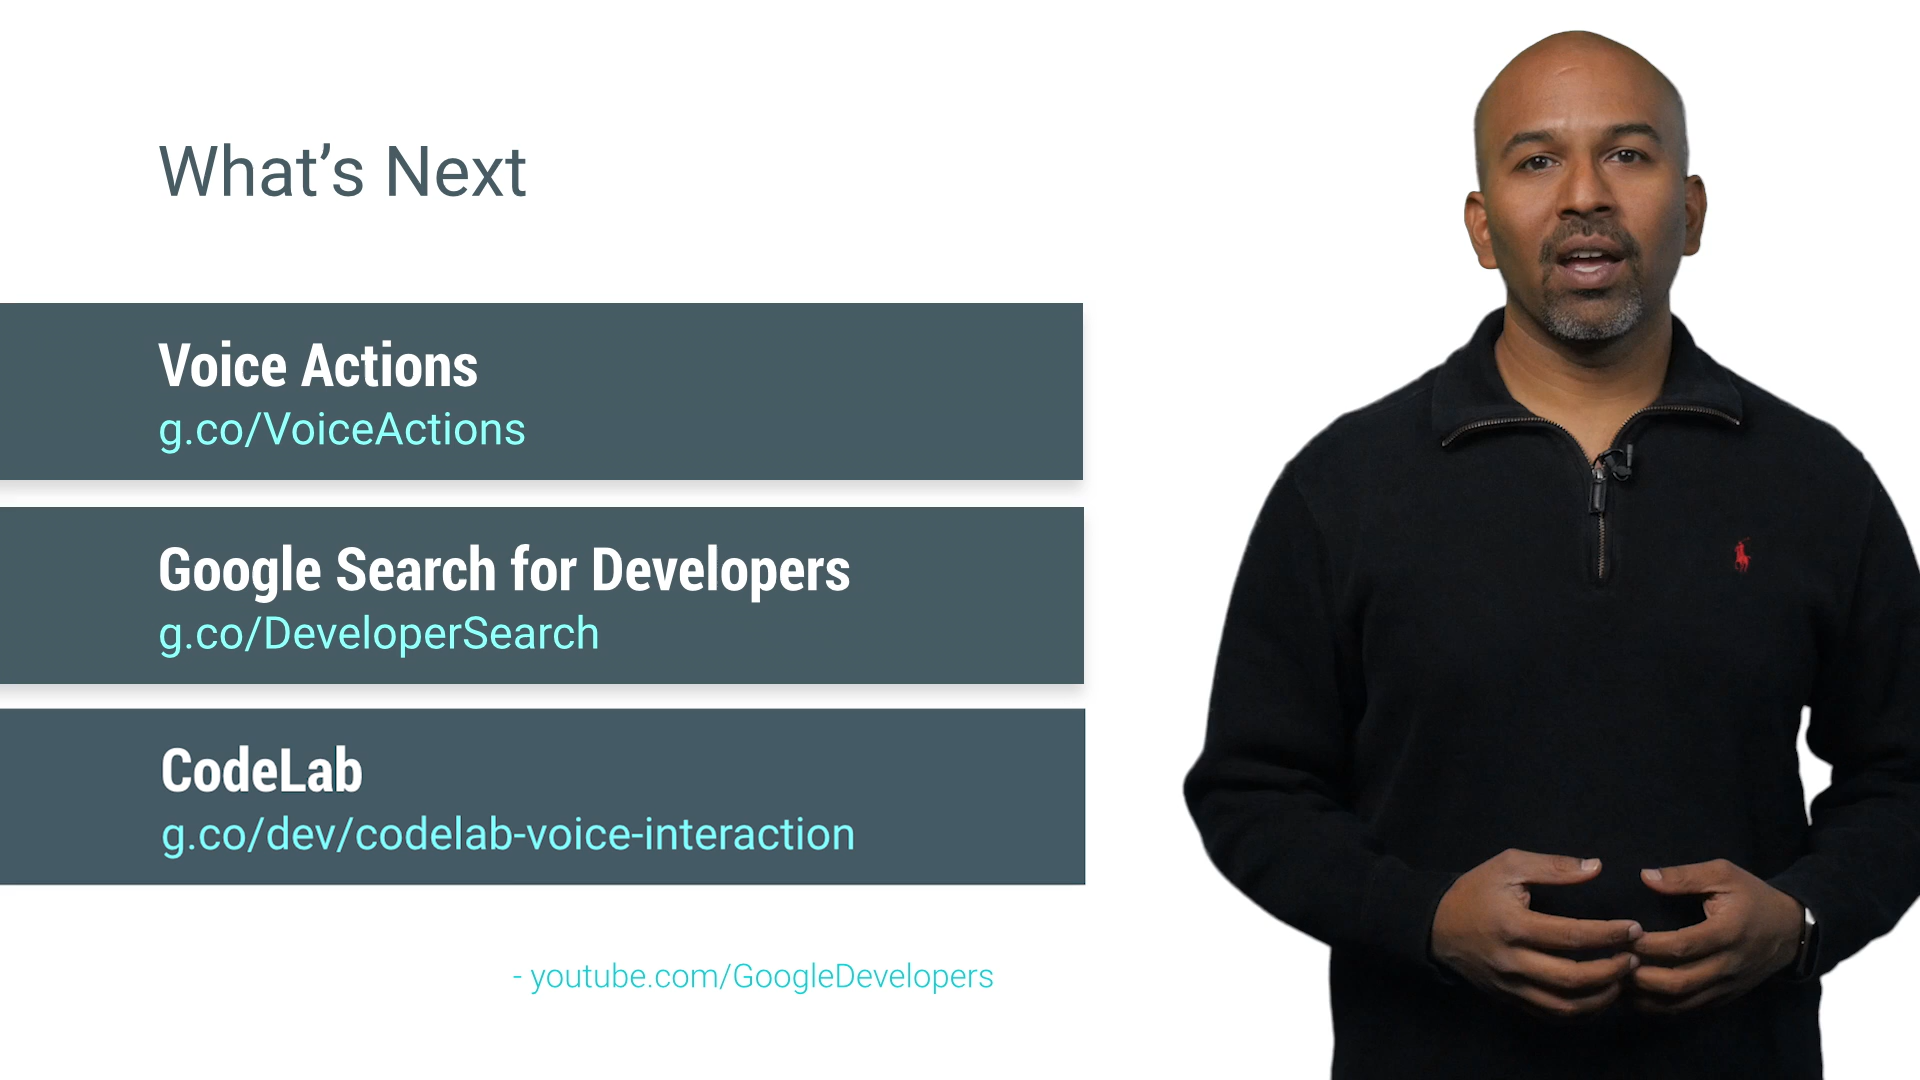 What’s Next
Voice Actions
g.co/VoiceActions
Google Search for Developers
g.co/DeveloperSearch
CodeLab
g.co/dev/codelab-voice-interaction
- youtube.com/GoogleDevelopers